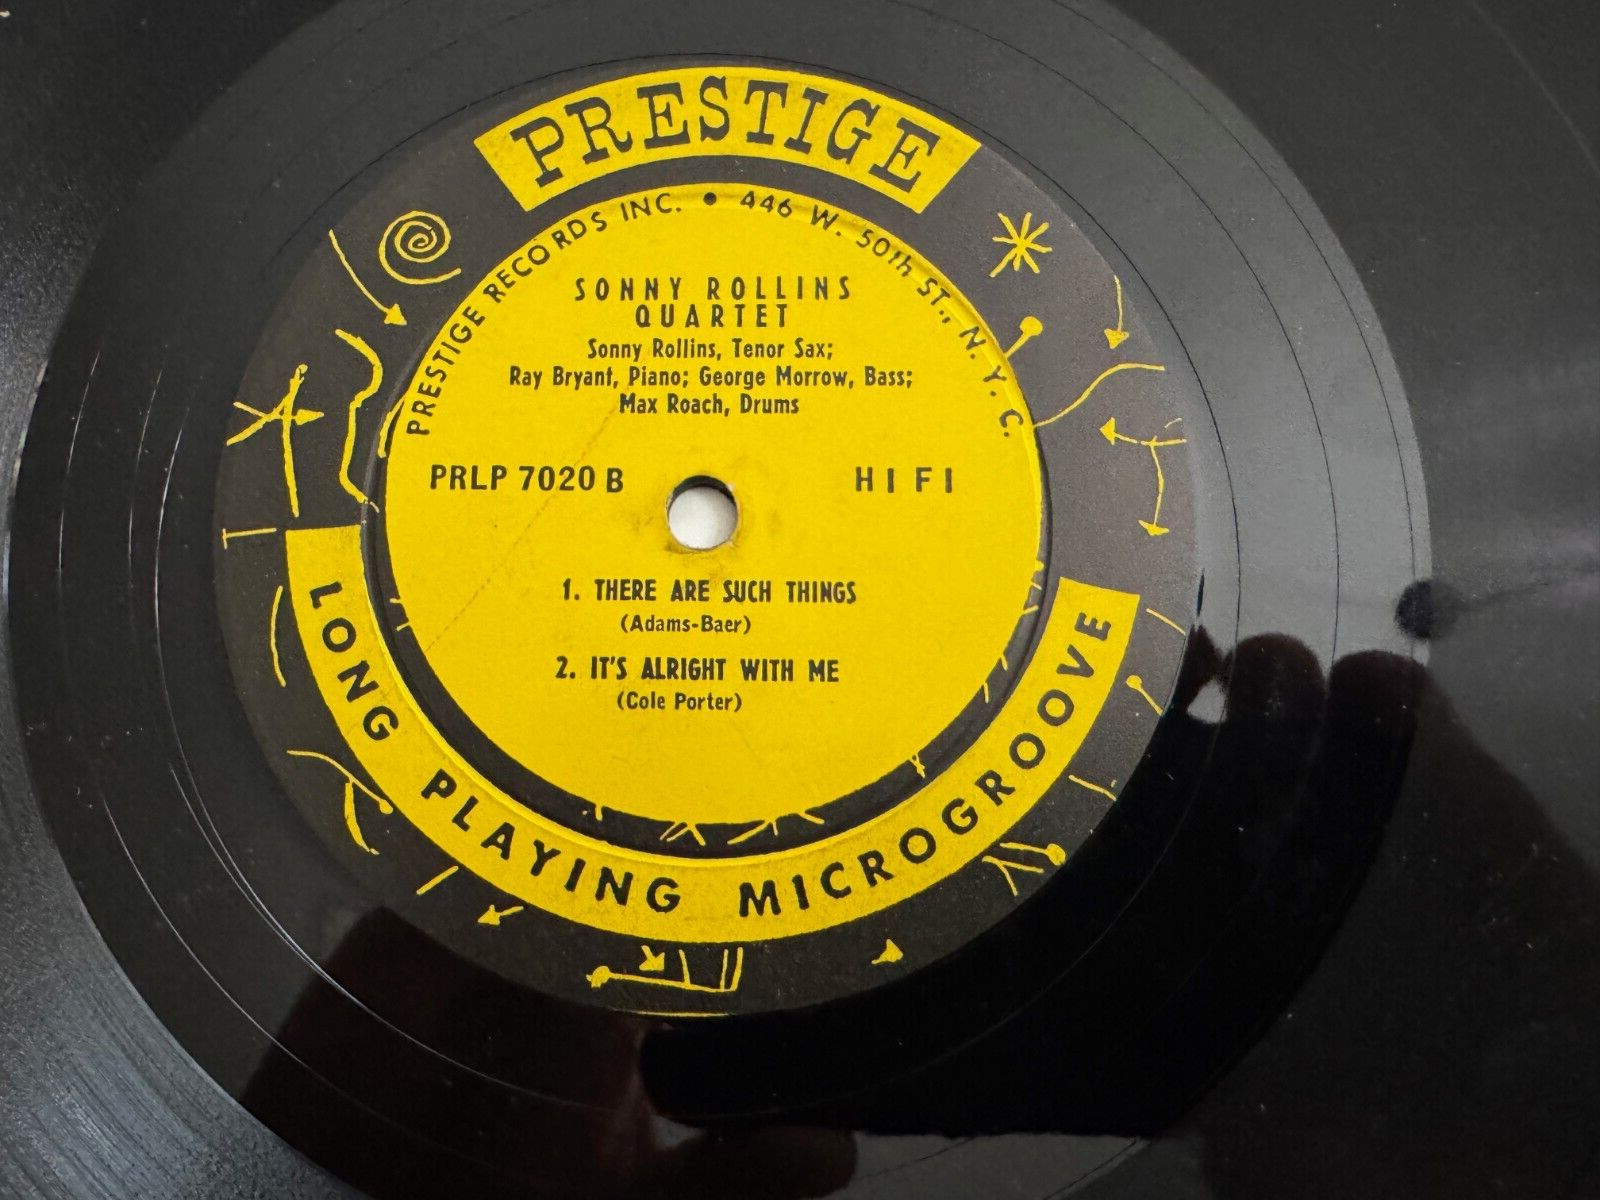 PRESTIGE
PRESTIGE RECORDS INC. • 446 W. 50th ST., N. Y. C.
SONNY ROLLINS
QUARTET
Sonny Rollins, Tenor Sax;
Ray Bryant, Piano; George Morrow, Bass;
Max Roach, Drums
PRLP 7020 B HI FI
1. THERE ARE SUCH THINGS
(Adams-Baer)
2. IT'S ALRIGHT WITH ME
(Cole Porter)
LONG PLAYING MICROGROOVE